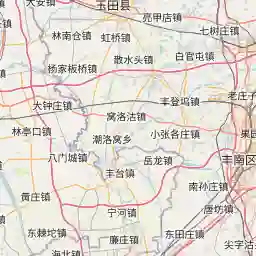 大安镇
玉田县
亮甲店镇
林南仓镇
虹桥镇
七树庄镇
散水头镇
白官屯镇
杨家板桥镇
大钟庄镇
丰登坞镇
老庄子
窝洛沽镇
林亭口镇
潮洛窝乡
小张各庄镇
八门城镇
岳龙镇
丰南区
丰台镇
黄庄镇
南孙庄镇
宁河镇
唐坊镇
东棘坨镇
廉庄镇
东田庄镇
海北镇
尖字沽